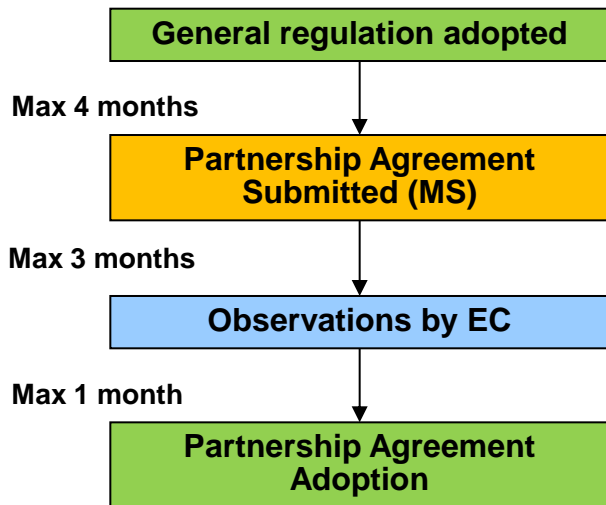 General regulation adopted
Max 4 months
Partnership Agreement
Submitted (MS)
Max 3 months
Observations by EC
Max 1 month
Partnership Agreement
Adoption